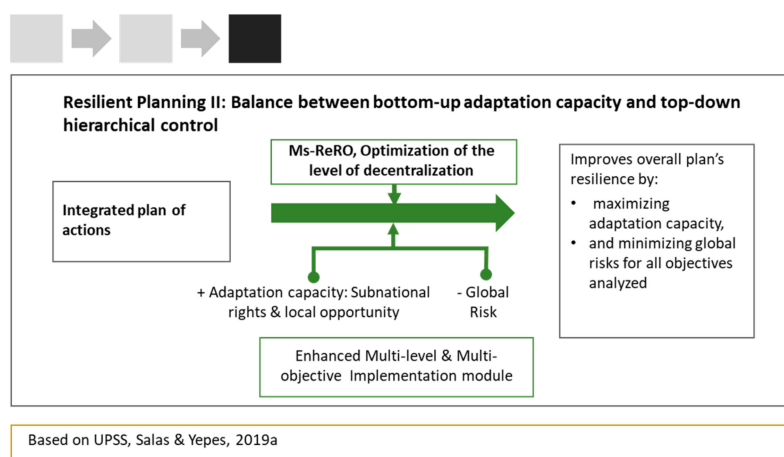 Resilient Planning II: Balance between bottom-up adaptation capacity and top-down
hierarchical control
Ms-ReRO, Optimization of the
level of decentralization
Integrated plan of
actions
Improves overall plan's
resilience by:
• maximizing
adaptation capacity,
• and minimizing global
risks for all objectives
analyzed
+ Adaptation capacity: Subnational
rights & local opportunity
- Global
Risk
Enhanced Multi-level & Multi-
objective Implementation module
Based on UPSS, Salas & Yepes, 2019a